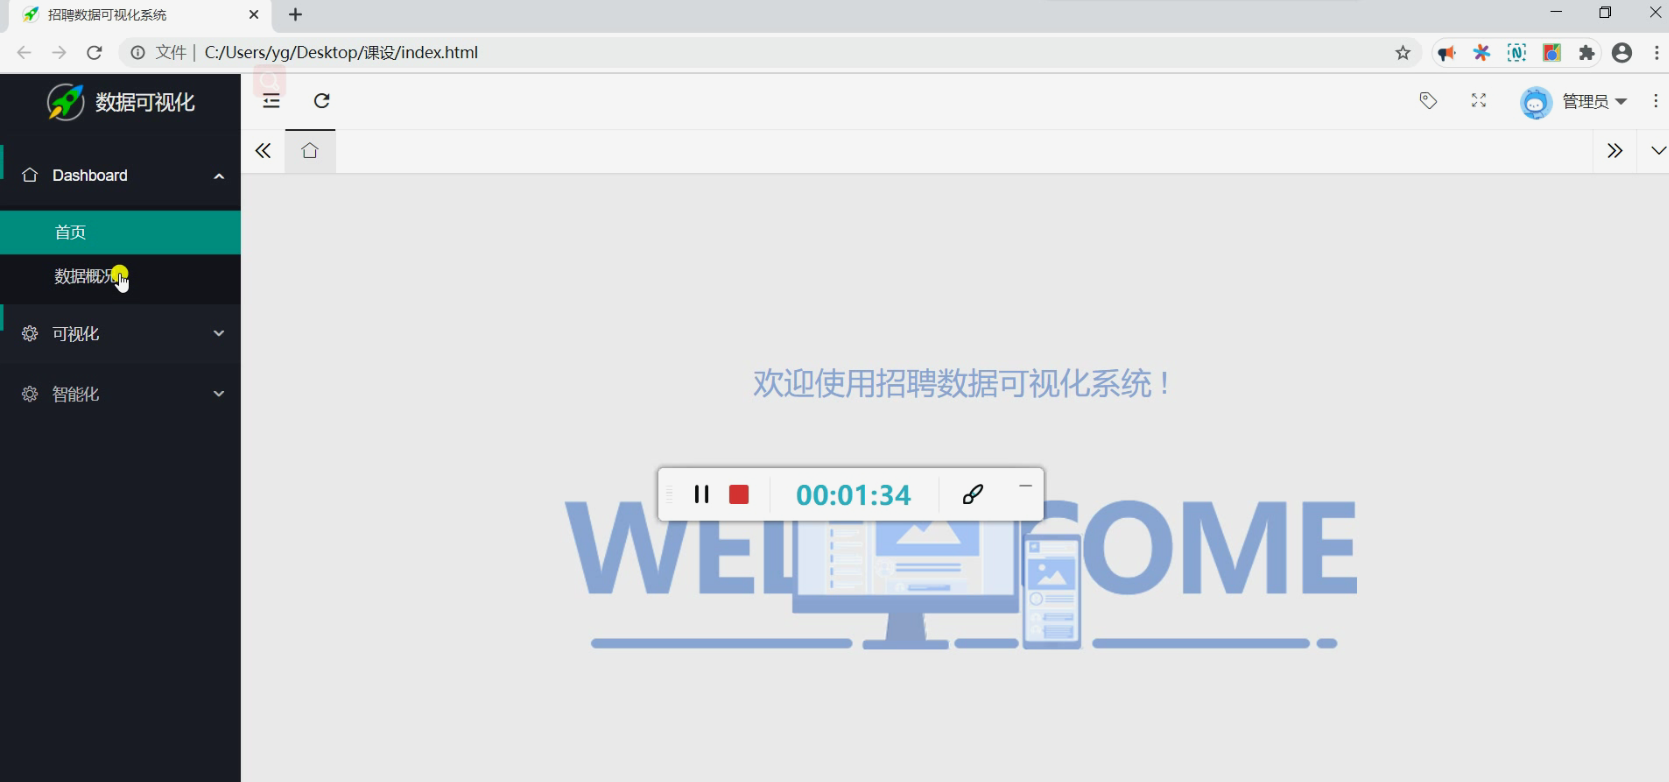 招聘数据可视化系统
文件 C:/Users/yg/Desktop/课设/index.html
数据可视化
管理员
Dashboard
首页
数据概况
可视化
智能化
欢迎使用招聘数据可视化系统！
00:01:34
WEL OME